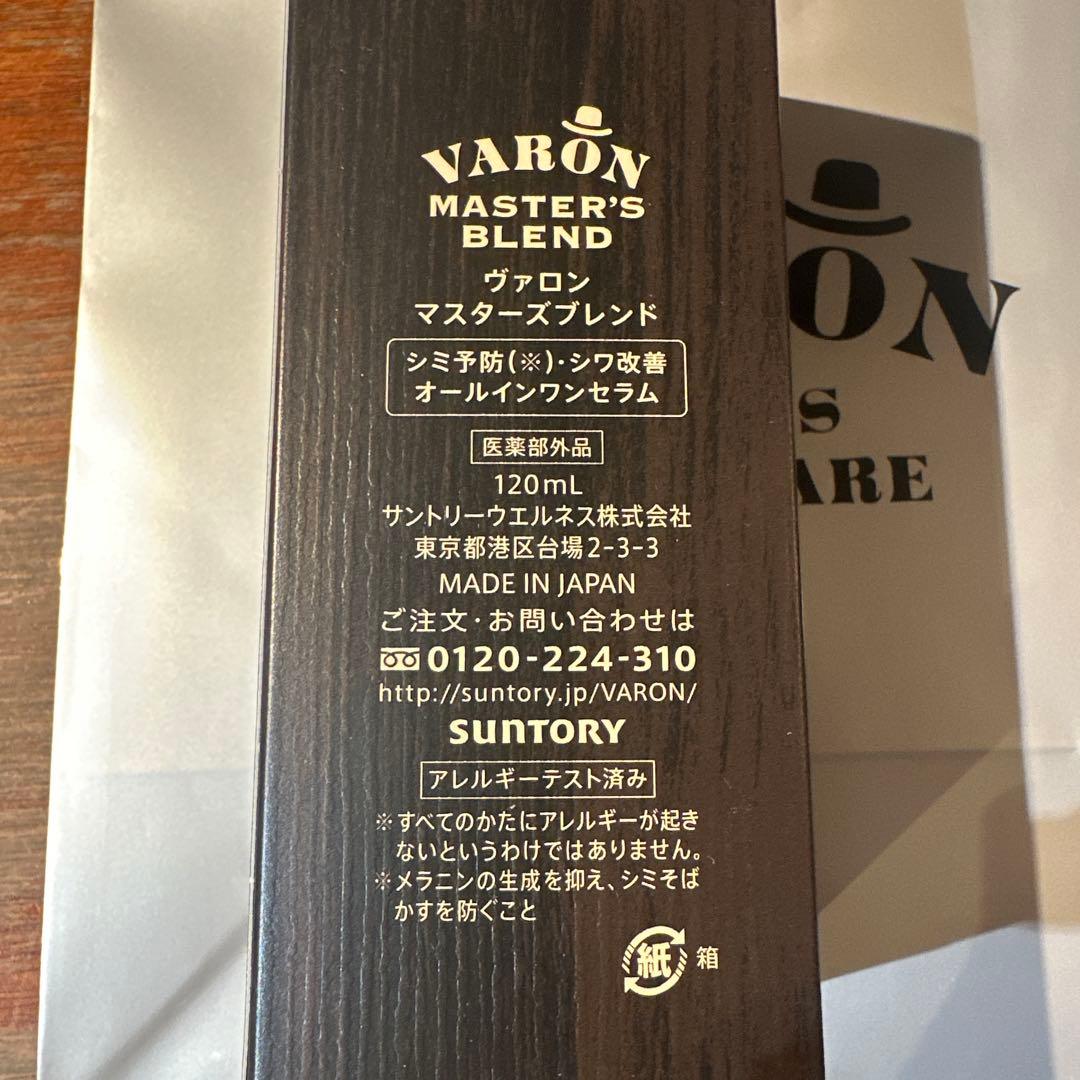 VARON
MASTER'S
BLEND
ヴァロン
マスターズブレンド
シミ予防(※)・シワ改善
オールインワンセラム
医薬部外品
120mL
サントリーウエルネス株式会社
東京都港区台場2-3-3
MADE IN JAPAN
ご注文・お問い合わせは
0120-224-310
http://suntory.jp/VARON/
SUNTORY
アレルギーテスト済み
※すべてのかたにアレルギーが起き
ないというわけではありません。
※メラニンの生成を抑え、シミそば
かすを防ぐこと
紙 箱